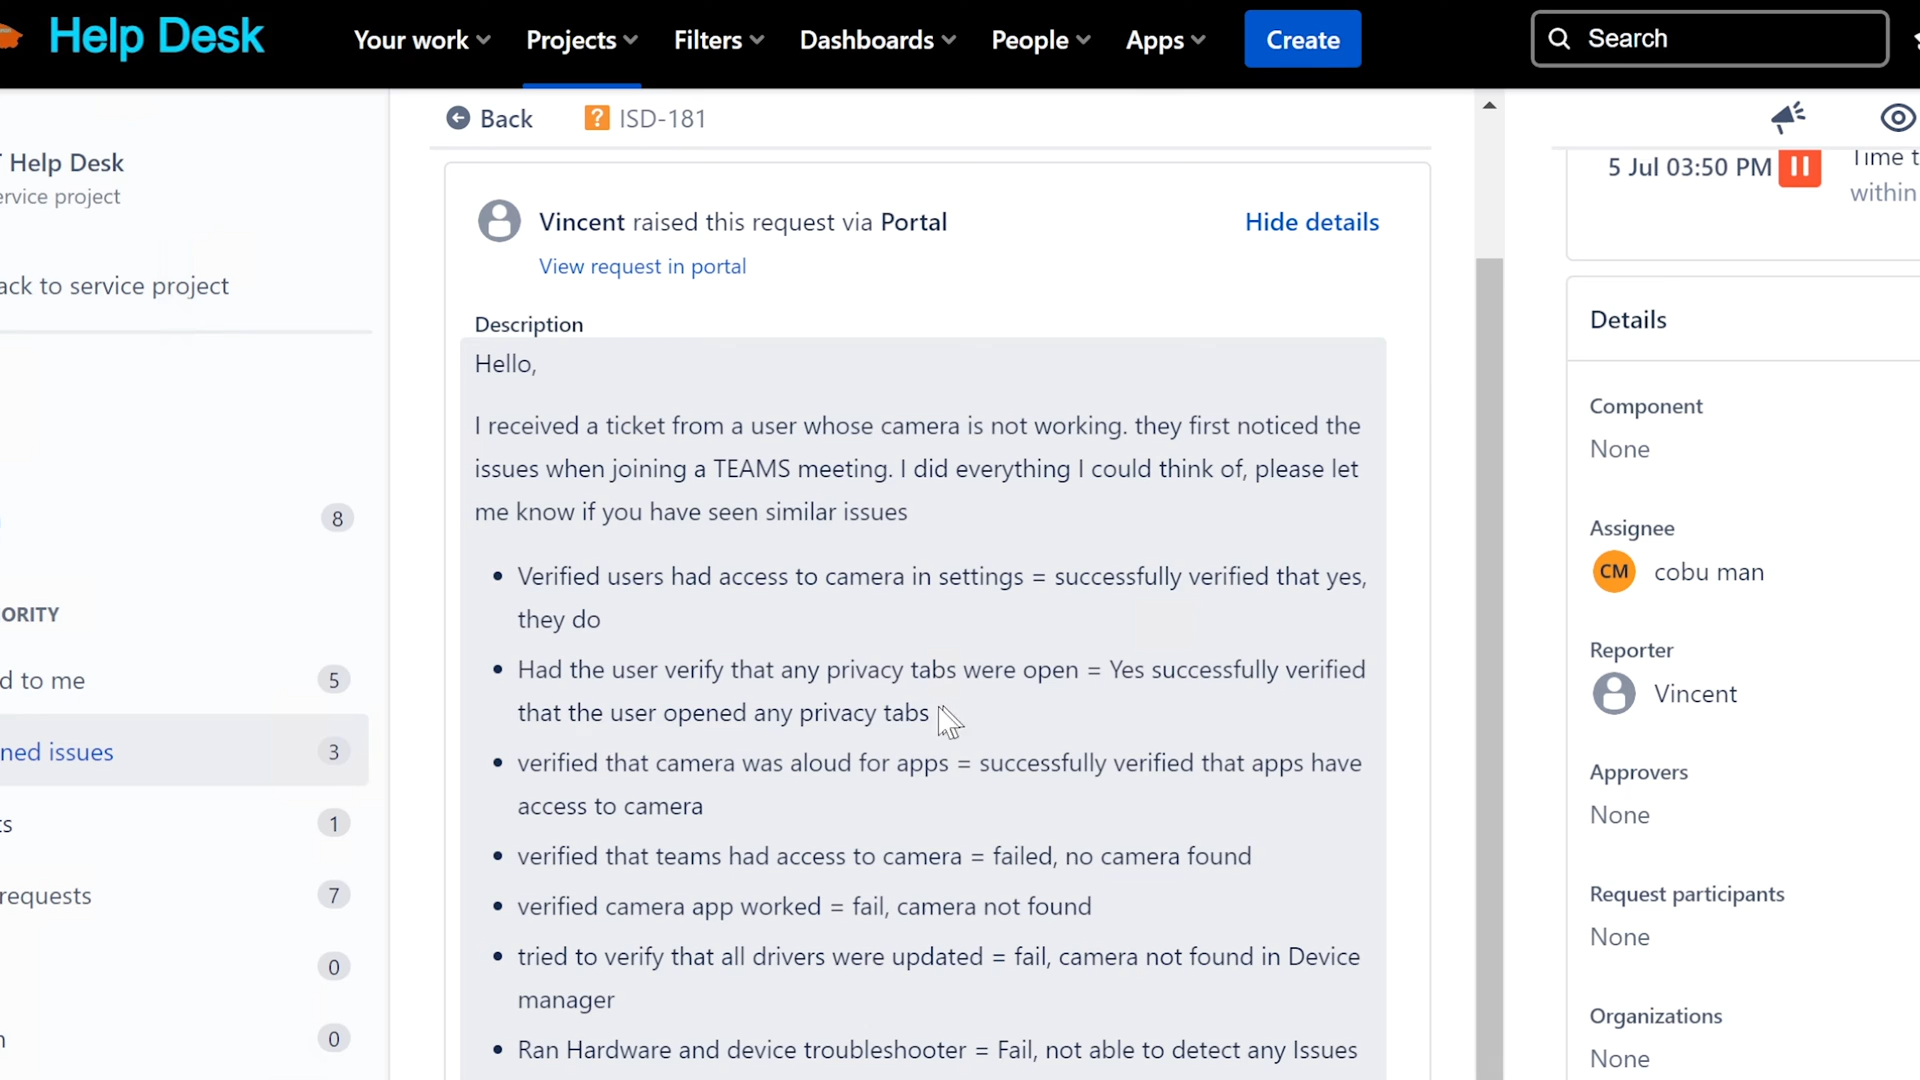 Help Desk
Your work Projects Filters Dashboards People Apps Create Search
Back ISD-181
Help Desk
ervice project
ack to service project
8
ORITY
d to me 5
ned issues 3
ts 1
requests 7
0
0
Vincent raised this request via Portal Hide details
View request in portal
Description
Hello,
I received a ticket from a user whose camera is not working. they first noticed the
issues when joining a TEAMS meeting. I did everything I could think of, please let
me know if you have seen similar issues
• Verified users had access to camera in settings = successfully verified that yes,
they do
• Had the user verify that any privacy tabs were open = Yes successfully verified
that the user opened any privacy tabs
• verified that camera was aloud for apps = successfully verified that apps have
access to camera
• verified that teams had access to camera = failed, no camera found
• verified camera app worked = fail, camera not found
• tried to verify that all drivers were updated = fail, camera not found in Device
manager
• Ran Hardware and device troubleshooter = Fail, not able to detect any Issues
5 Jul 03:50 PM
Time t
within
Details
Component
None
Assignee
CM cobu man
Reporter
Vincent
Approvers
None
Request participants
None
Organizations
None